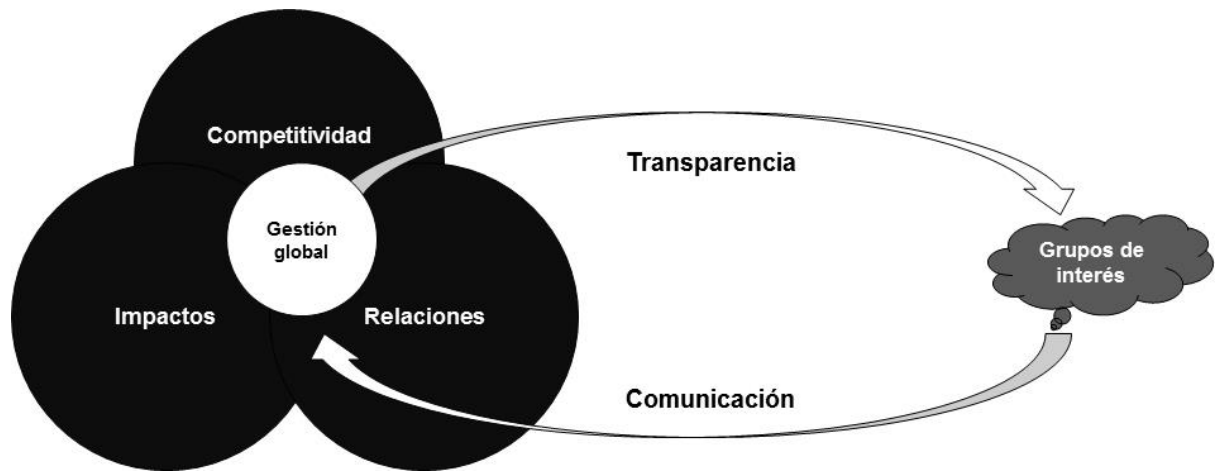 Competitividad
Transparencia
Gestión
global
Grupos de
interés
Impactos
Relaciones
Comunicación